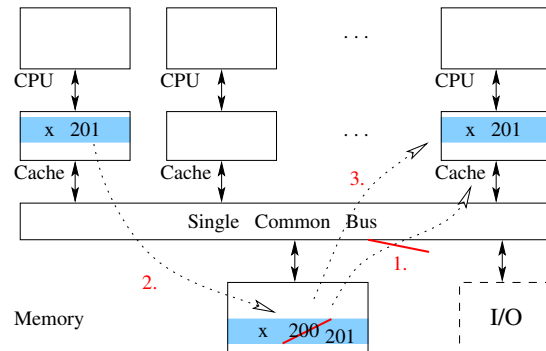 . . .
CPU CPU CPU
x 201 . . . x 201
Cache Cache 3. Cache
Single Common Bus
2. 1.
Memory x 200 201 I/O